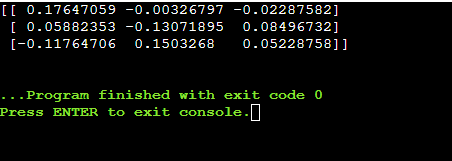 [[ 0.17647059 -0.00326797 -0.02287582]
[ 0.05882353 -0.13071895  0.08496732]
[-0.11764706  0.1503268   0.05228758]]
...Program finished with exit code 0
Press ENTER to exit console.